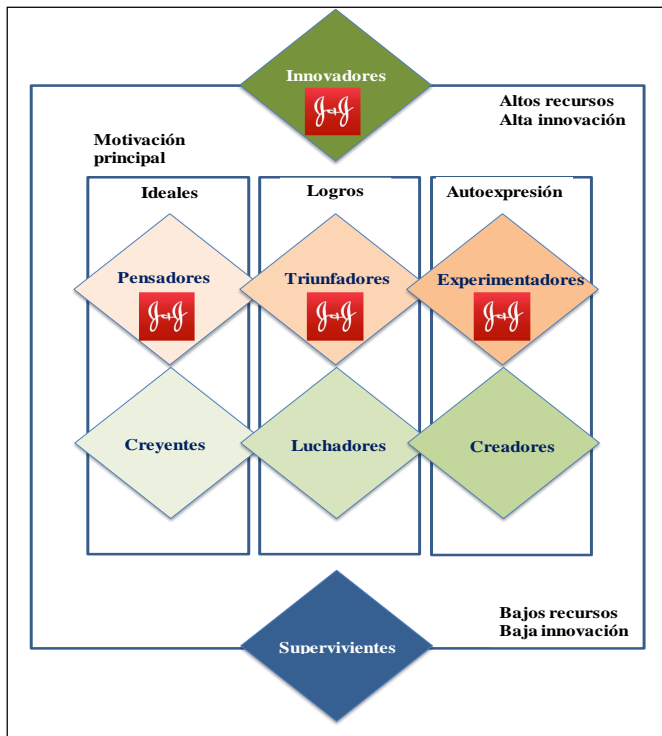 Innovadores
J&J
Altos recursos
Alta innovación
Motivación
principal
Ideales
Logros
Autoexpresión
Pensadores
Triunfadores
Experimentadores
J&J
J&J
J&J
Creyentes
Luchadores
Creadores
Bajos recursos
Baja innovación
Supervivientes